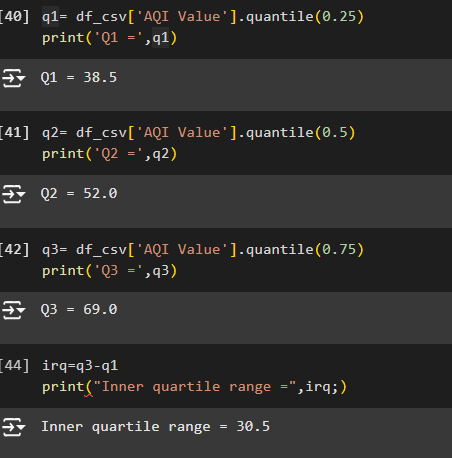 [40] q1= df_csv['AQI Value'].quantile(0.25)
print('Q1 =',q1)
Q1 = 38.5
[41] q2= df_csv['AQI Value'].quantile(0.5)
print('Q2 =',q2)
Q2 = 52.0
[42] q3= df_csv['AQI Value'].quantile(0.75)
print('Q3 =',q3)
Q3 = 69.0
[44] irq=q3-q1
print("Inner quartile range =",irq;)
Inner quartile range = 30.5